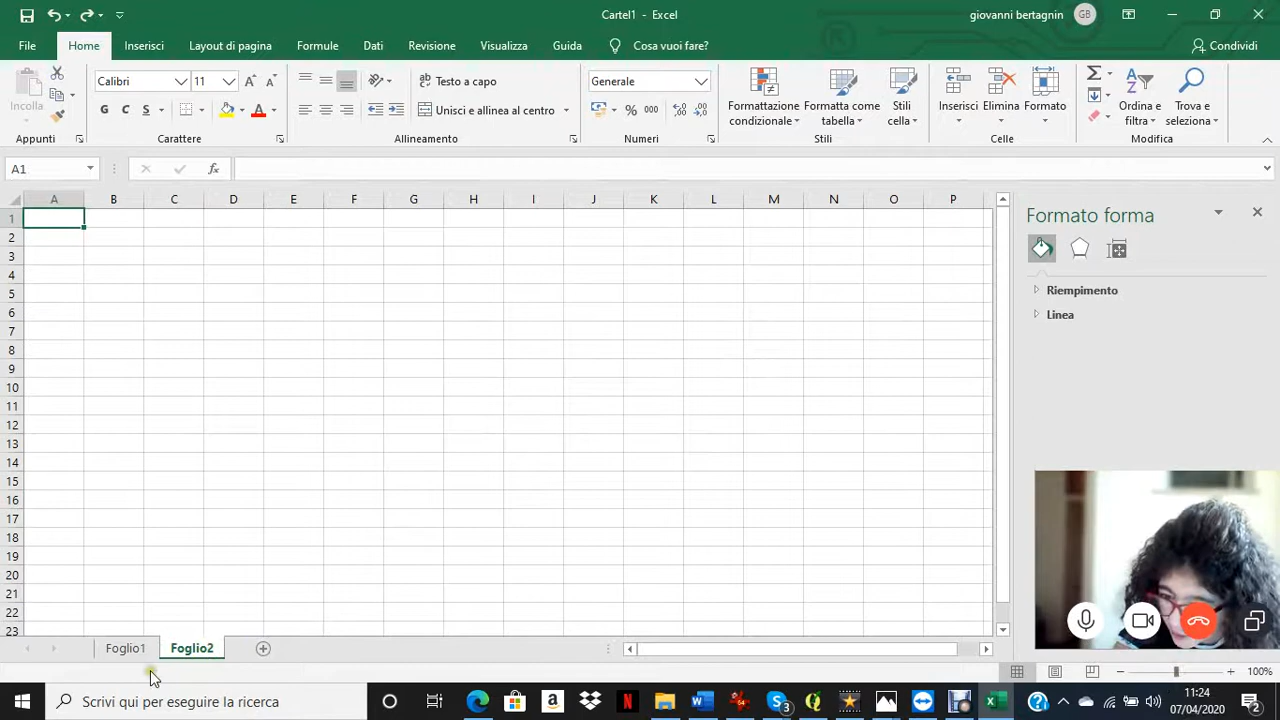 Cartel1 - Excel
giovanni bertagnin GB
File Home Inserisci Layout di pagina Formule Dati Revisione Visualizza Guida Cosa vuoi fare? Condividi
Incolla
Calibri 11
Testo a capo
Generale
Formattazione condizionale
Formatta come tabella
Stili cella
Inserisci
Elimina
Formato
Ordina e filtra
Trova e seleziona
G C S A
Unisci e allinea al centro
% 000
Appunti Carattere Allineamento Numeri Stili Celle Modifica
A1 fx
A B C D E F G H I J K L M N O P
1
2
3
4
5
6
7
8
9
10
11
12
13
14
15
16
17
18
19
20
21
22
23
Formato forma
Riempimento
Linea
Foglio1 Foglio2
100%
Scrivi qui per eseguire la ricerca
11:24
07/04/2020